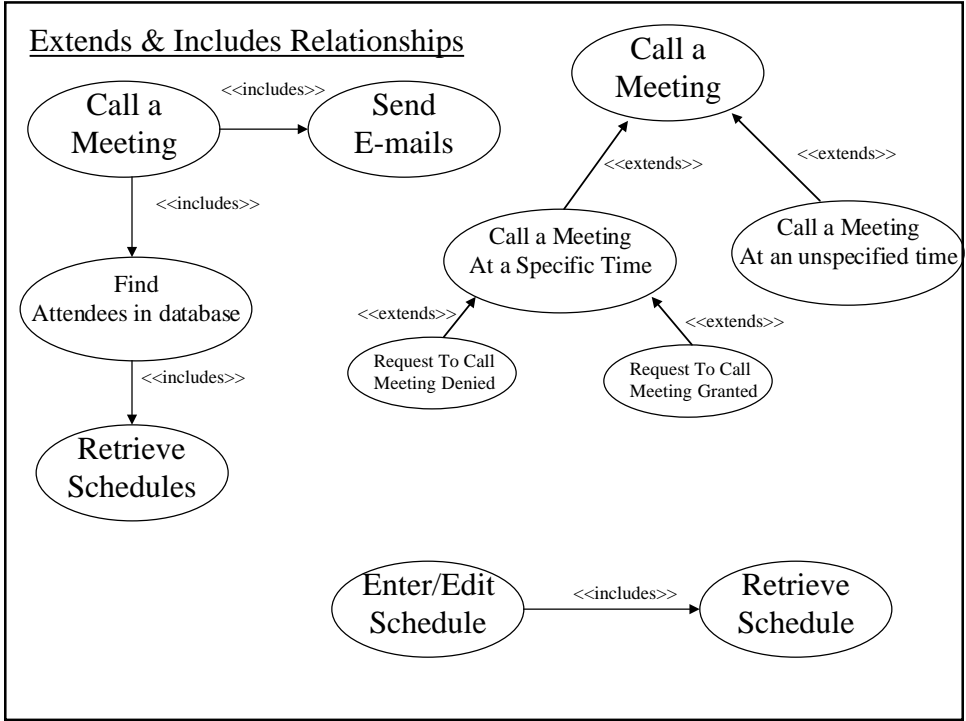 Extends & Includes Relationships
Call a
Meeting
<<includes>>
Send
E-mails
<<includes>>
Find
Attendees in database
<<includes>>
Retrieve
Schedules
Call a
Meeting
<<extends>>
<<extends>>
Call a Meeting
At a Specific Time
Call a Meeting
At an unspecified time
<<extends>>
<<extends>>
Request To Call
Meeting Denied
Request To Call
Meeting Granted
Enter/Edit
Schedule
<<includes>>
Retrieve
Schedule